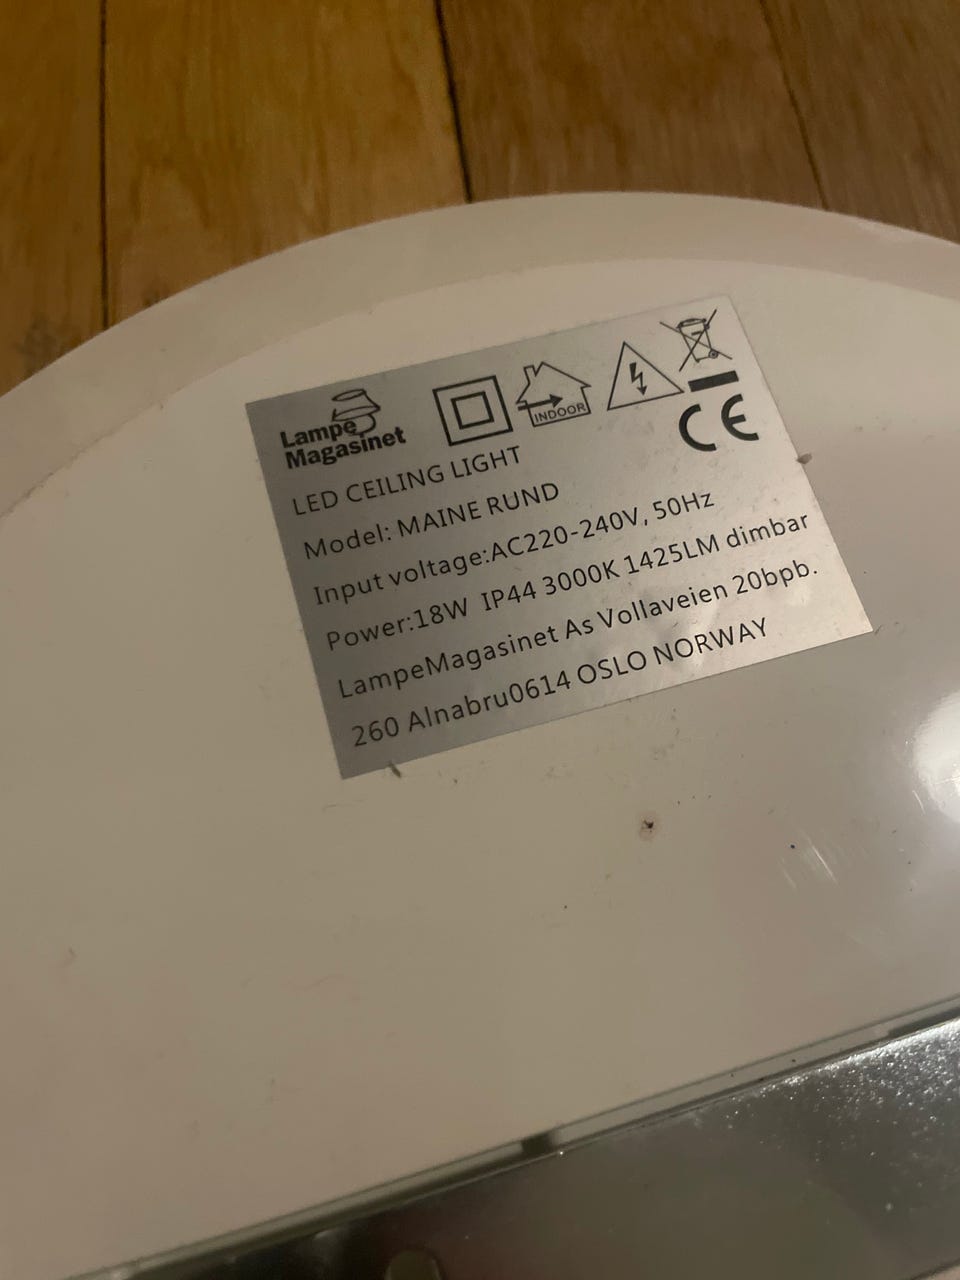 Lampe
Magasinet
INDOOR
CE
LED CEILING LIGHT
Model: MAINE RUND
Input voltage:AC220-240V, 50Hz
Power:18W IP44 3000K 1425LM dimbar
LampeMagasinet As Vollaveien 20bpb.
260 Alnabru0614 OSLO NORWAY